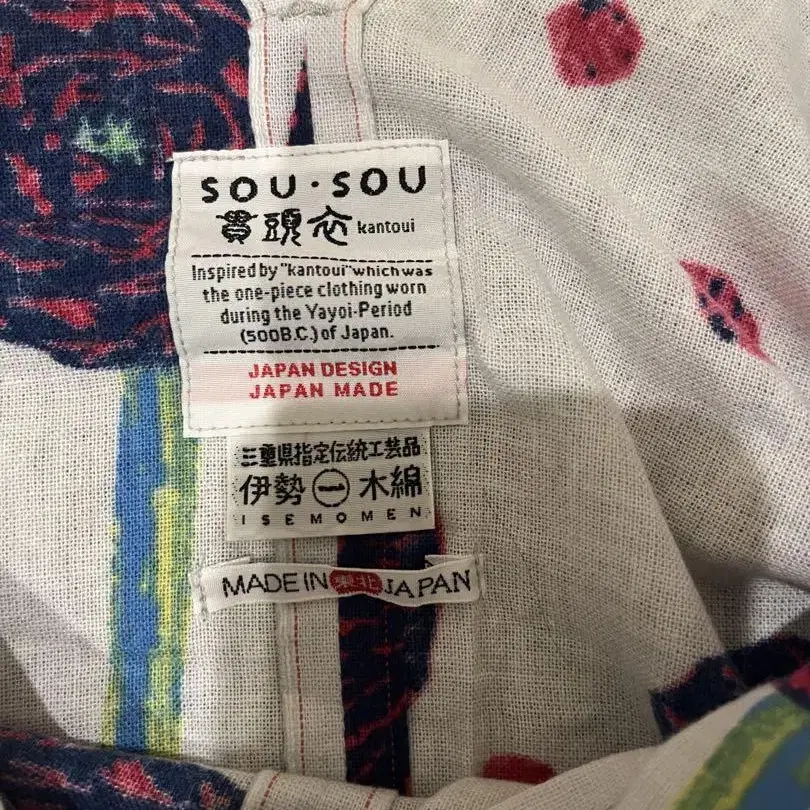 SOU・SOU
貫頭衣 kantoui
Inspired by "kantoui" which was
the one-piece clothing worn
during the Yayoi-Period
(500B.C.) of Japan.
JAPAN DESIGN
JAPAN MADE
三重県指定伝統工芸品
伊勢㊀木綿
ISEMOMEN
MADE IN 東北 JAPAN